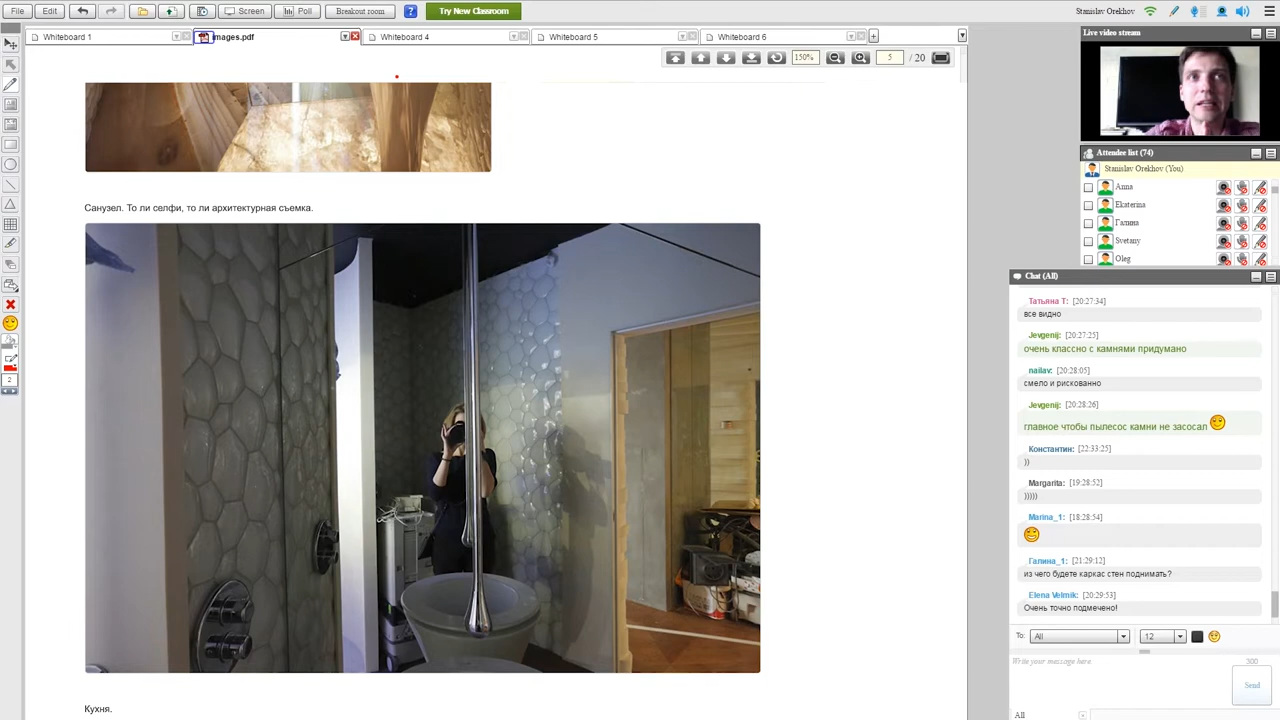 File
Edit
Screen
Poll
Breakout room
?
Try New Classroom
Stanislav Orekhov
Whiteboard 1
images.pdf
Whiteboard 4
Whiteboard 5
Whiteboard 6
150%
5
/ 20
Live video stream
Attendee list (74)
Stanislav Orekhov (You)
Anna
Ekaterina
Галина
Svetany
Oleg
Санузел. То ли селфи, то ли архитектурная съемка.
Кухня.
2
Chat (All)
Татьяна Т: [20:27:34]
все видно
Jevgenij: [20:27:25]
очень классно с камнями придумано
nailav: [20:28:05]
смело и рискованно
Jevgenij: [20:28:26]
главное чтобы пылесос камни не засосал
Константин: [22:33:25]
))
Margarita: [19:28:52]
)))))
Marina_1: [18:28:54]
Галина_1: [21:29:12]
из чего будете каркас стен поднимать?
Elena Velmik: [20:29:53]
Очень точно подмечено!
To: All 12
Write your message here.
300
Send
All